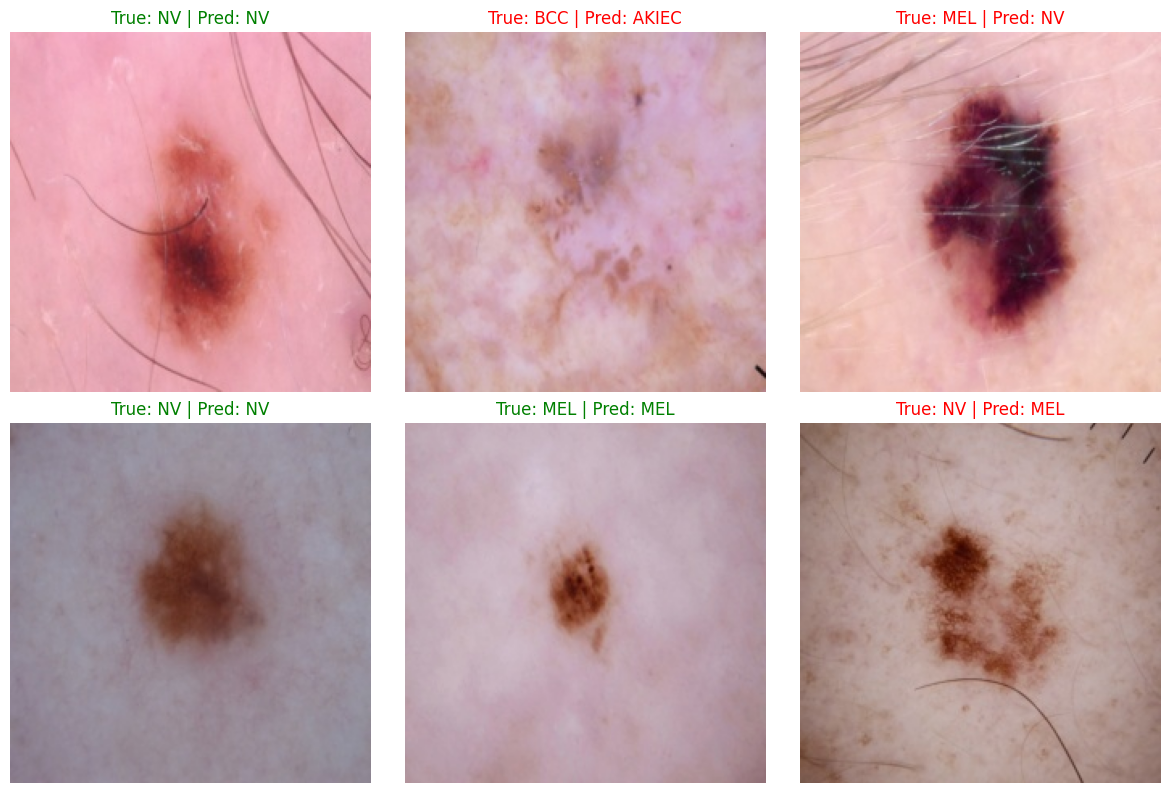 True: NV | Pred: NV
True: BCC | Pred: AKIEC
True: MEL | Pred: NV
True: NV | Pred: NV
True: MEL | Pred: MEL
True: NV | Pred: MEL